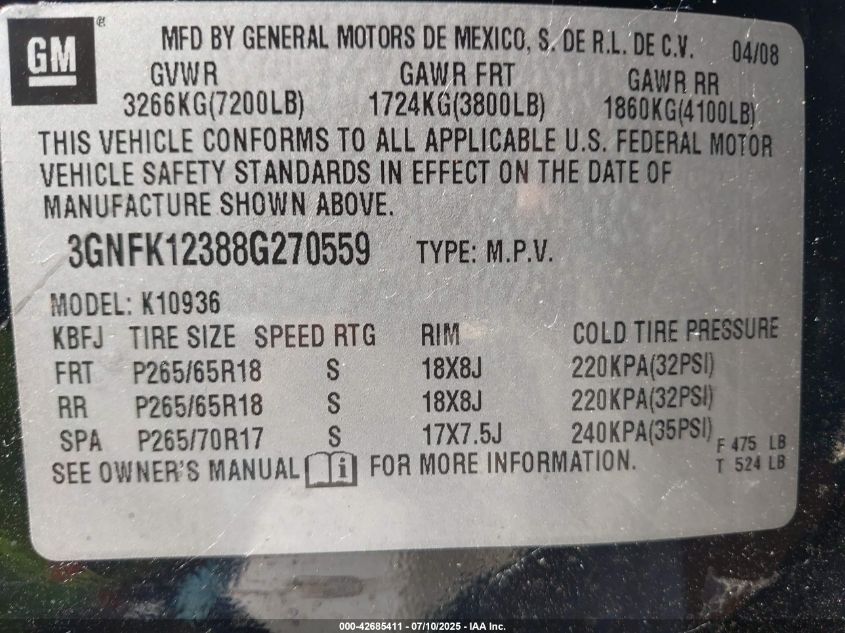 GM®
MFD BY GENERAL MOTORS DE MEXICO, S. DE R.L. DE C.V. 04/08
GVWR GAWR FRT GAWR RR
3266KG(7200LB) 1724KG(3800LB) 1860KG(4100LB)
THIS VEHICLE CONFORMS TO ALL APPLICABLE U.S. FEDERAL MOTOR
VEHICLE SAFETY STANDARDS IN EFFECT ON THE DATE OF
MANUFACTURE SHOWN ABOVE.
3GNFK12388G270559 TYPE: M.P.V.
MODEL: K10936
KBFJ TIRE SIZE SPEED RTG RIM COLD TIRE PRESSURE
FRT P265/65R18 S 18X8J 220KPA(32PSI)
RR P265/65R18 S 18X8J 220KPA(32PSI)
SPA P265/70R17 S 17X7.5J 240KPA(35PSI) F 475 LB
SEE OWNER'S MANUAL i FOR MORE INFORMATION. T 524 LB
000-42685411 - 07/10/2025 - IAA Inc.